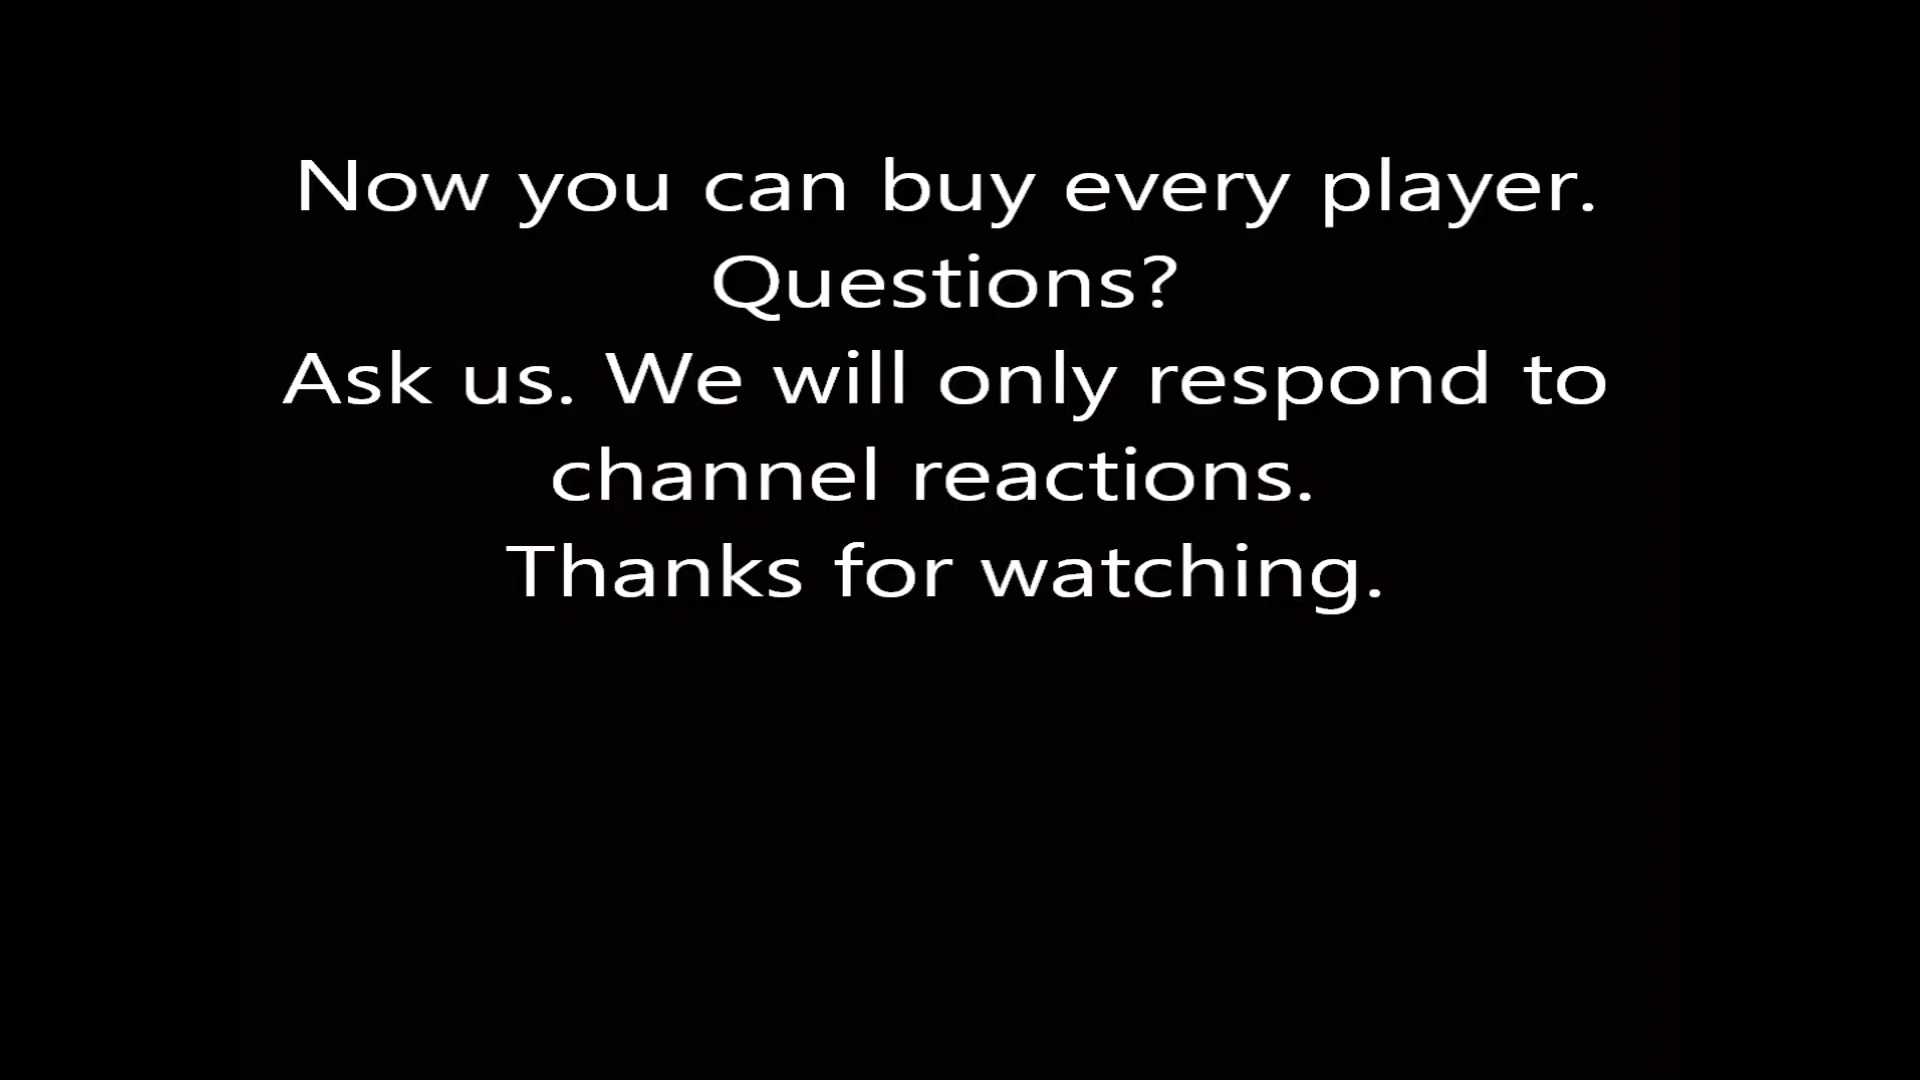 Now you can buy every player.
Questions?
Ask us. We will only respond to
channel reactions.
Thanks for watching.